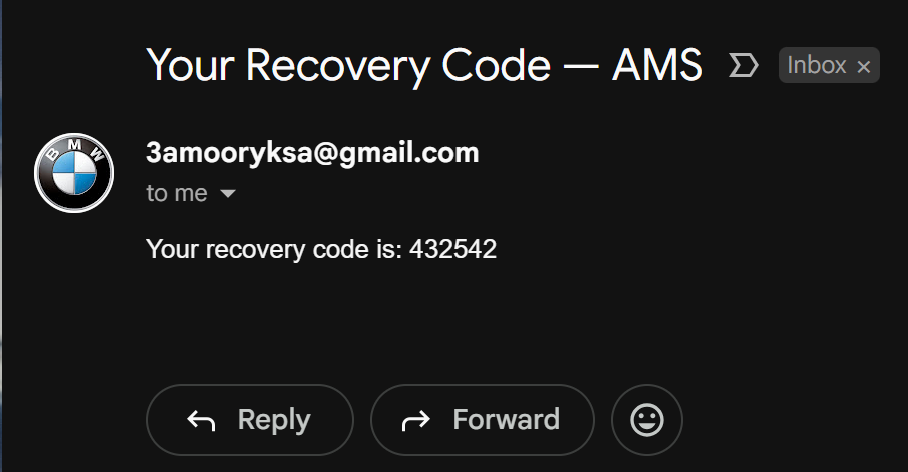 Your Recovery Code — AMS
Inbox ×
BMW
3amooryksa@gmail.com
to me
Your recovery code is: 432542
Reply
Forward